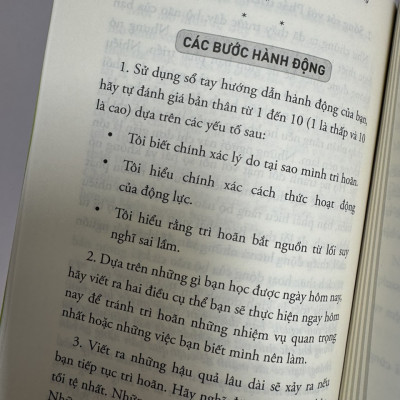 * *
CÁC BƯỚC HÀNH ĐỘNG
1. Sử dụng sổ tay hướng dẫn hành động của bạn,
hãy tự đánh giá bản thân từ 1 đến 10 (1 là thấp và 10
là cao) dựa trên các yếu tố sau:
• Tôi biết chính xác lý do tại sao mình trì hoãn.
• Tôi hiểu chính xác cách thức hoạt động
của động lực.
• Tôi hiểu rằng trì hoãn bắt nguồn từ lối suy
nghĩ sai lầm.
2. Dựa trên những gì bạn học được ngày hôm nay,
hãy viết ra hai điều cụ thể bạn sẽ thực hiện ngày hôm
nay để tránh trì hoãn những nhiệm vụ quan trọng
nhất hoặc những việc bạn biết mình nên làm.
3. Viết ra những hậu quả lâu dài sẽ xảy ra nếu
bạn tiếp tục trì hoãn. Hãy nghĩ
tồi tệ nhất. Những